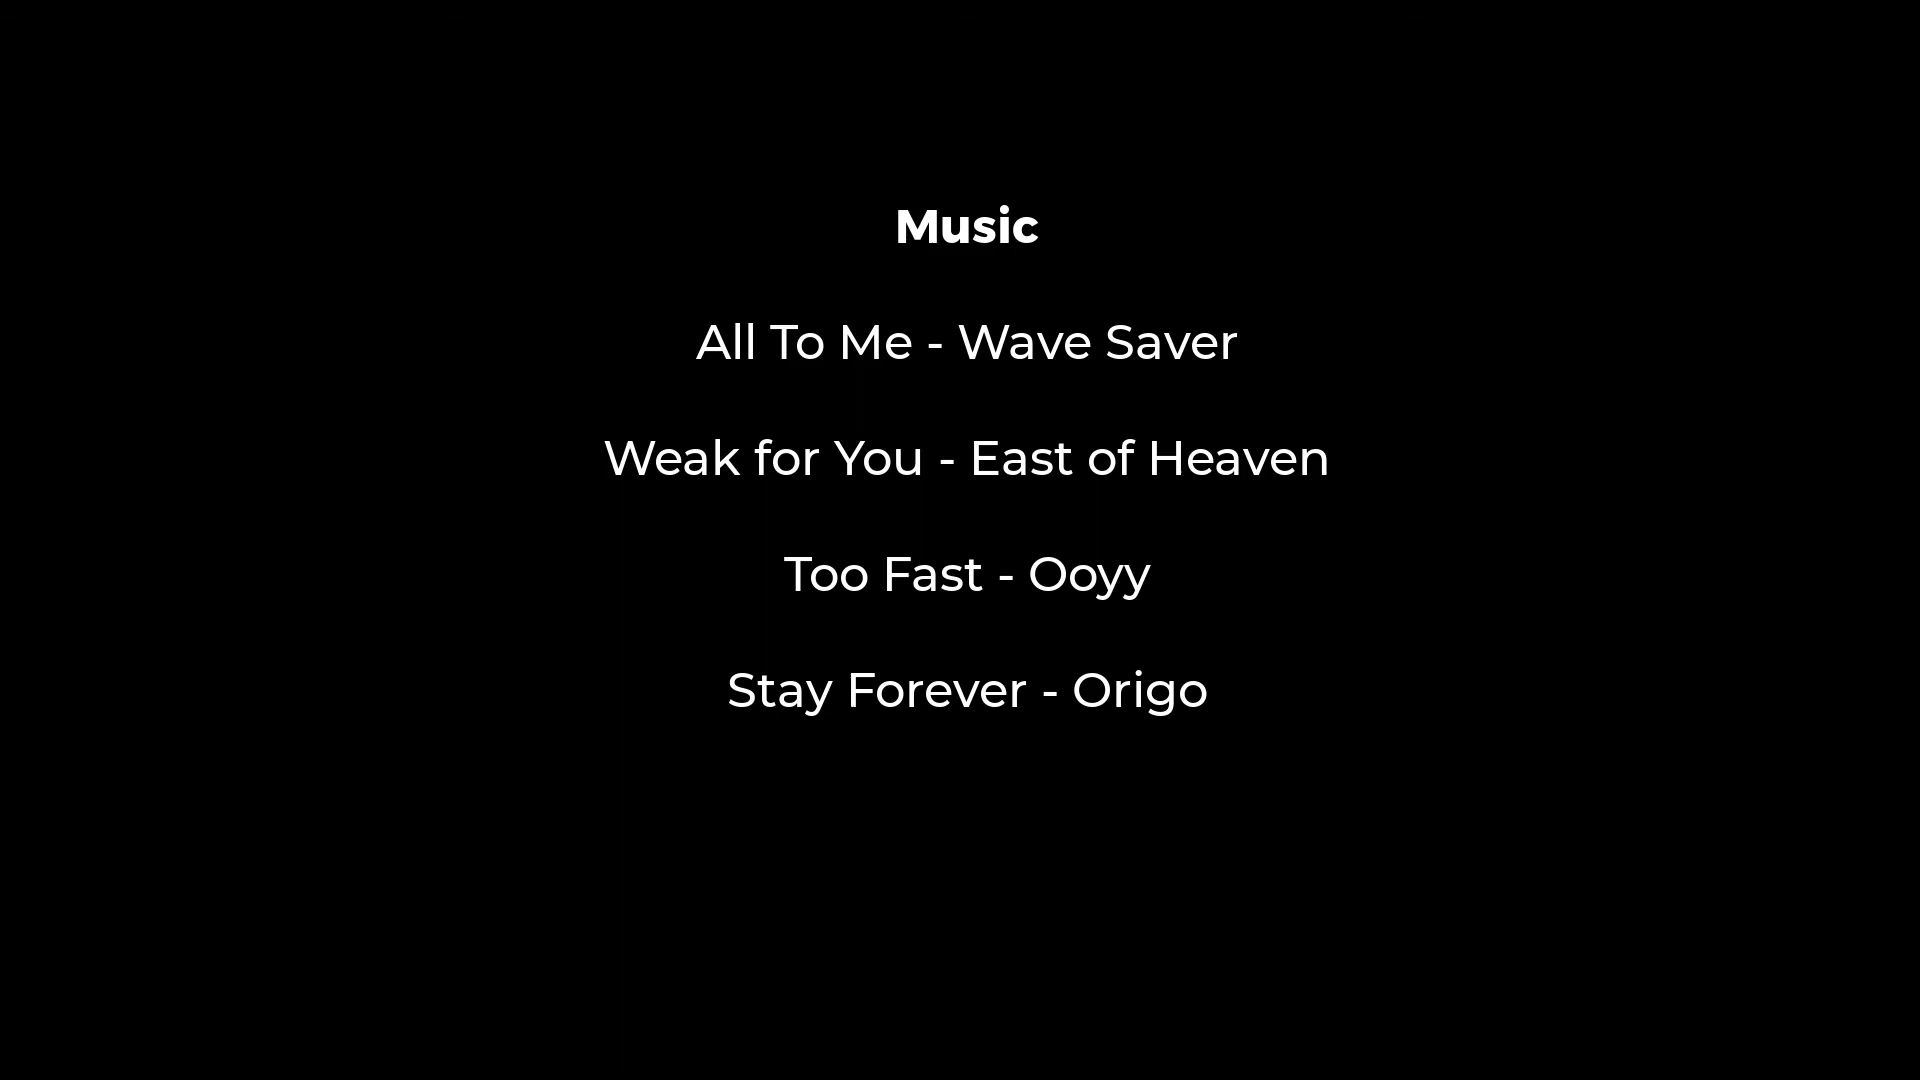 Music
All To Me - Wave Saver
Weak for You - East of Heaven
Too Fast - Ooyy
Stay Forever - Origo